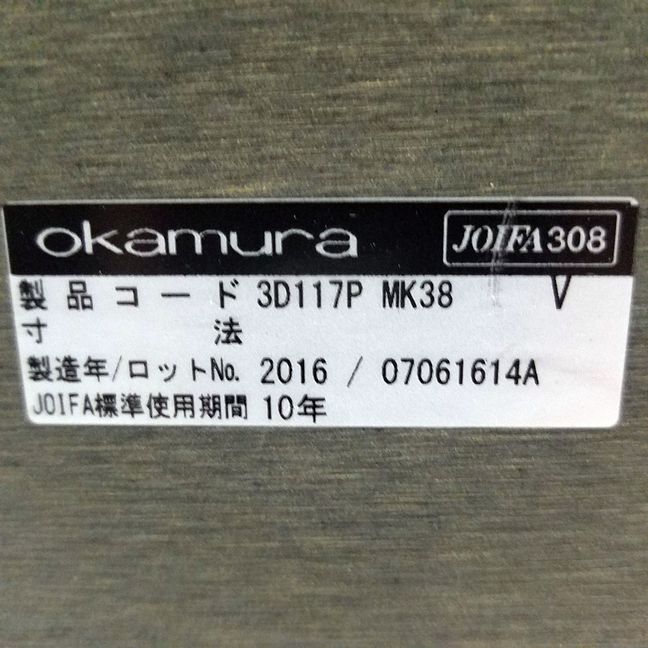 okamura JOIFA308
製品コード 3D117P MK38 V
寸法
製造年/ロットNo. 2016 / 07061614A
JOIFA標準使用期間 10年